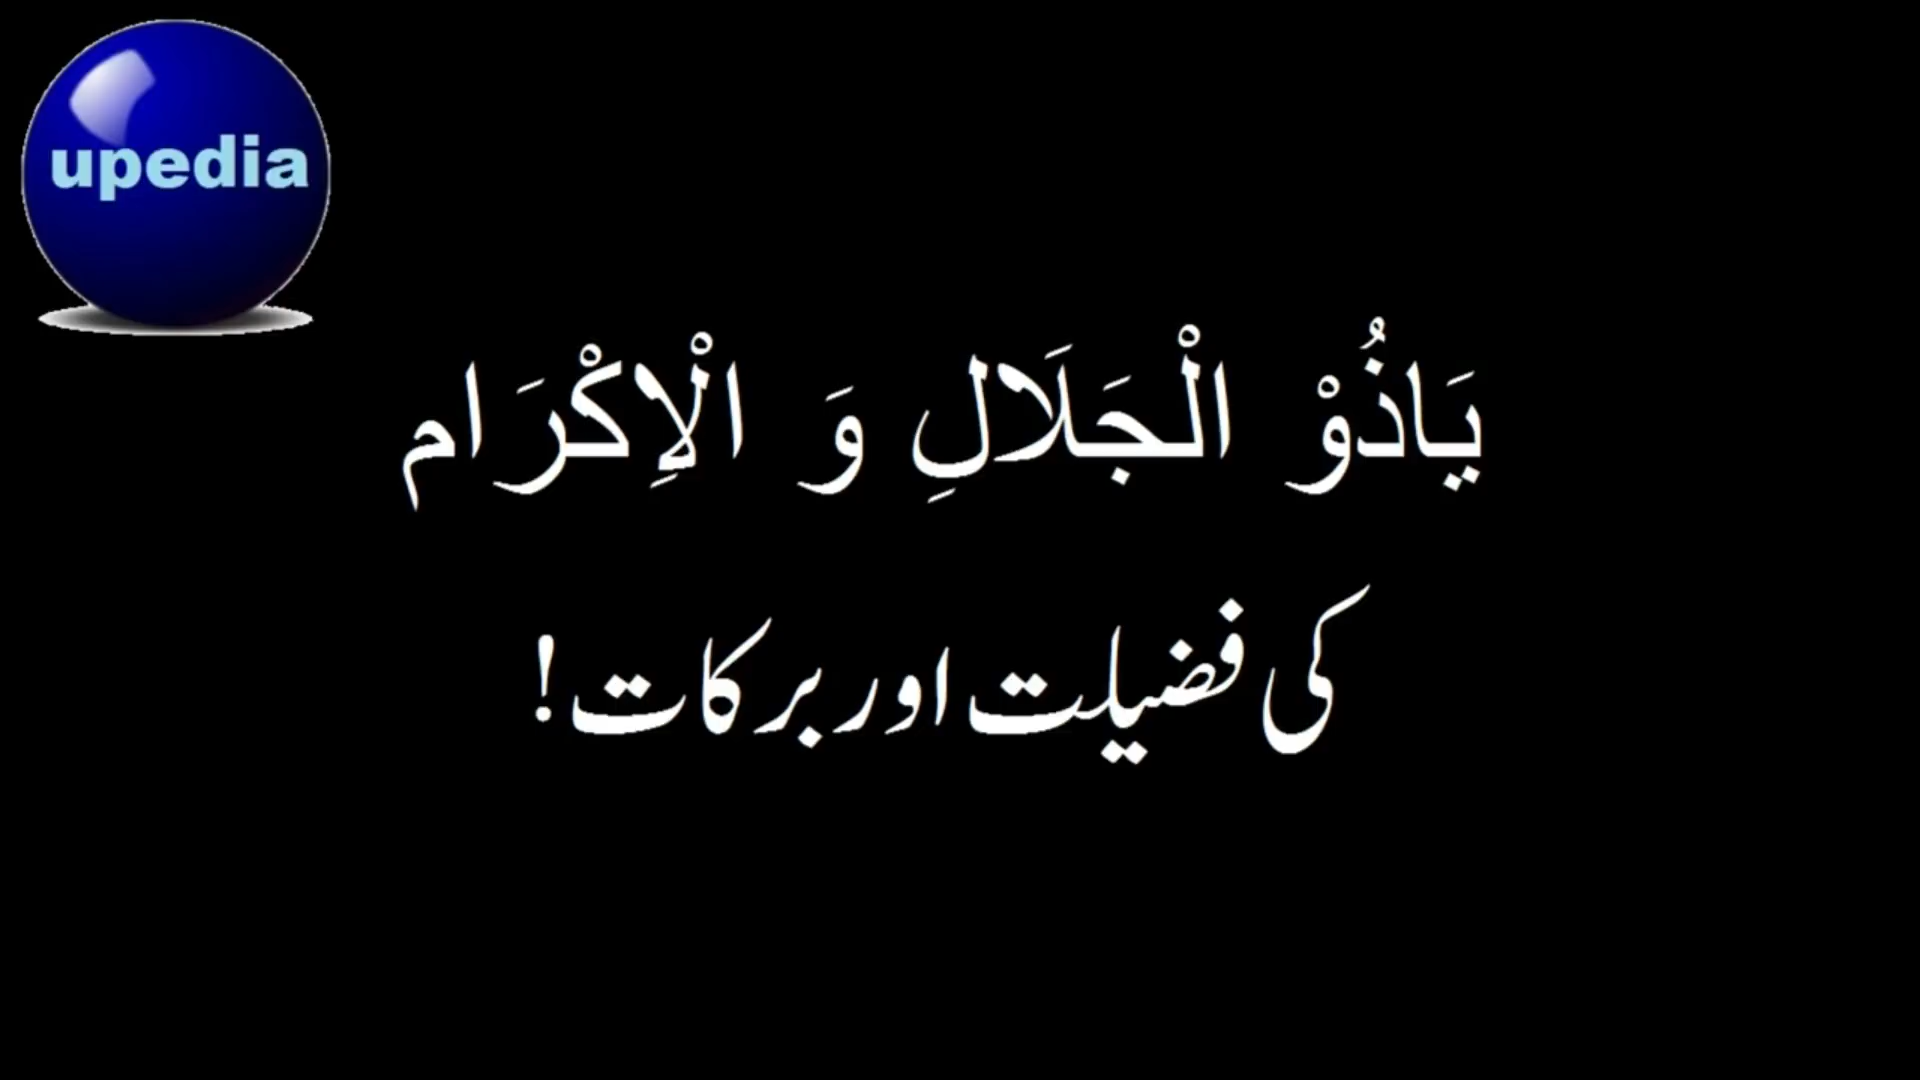 upedia
يَاذُوْ الْجَلَالِ وَ الْاِكْرَام
کی فضیلت اور برکات!